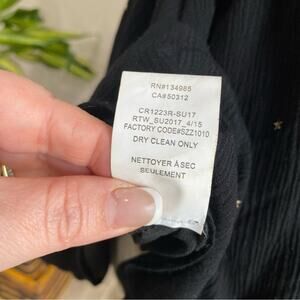 RN#134985
CA#50312
CR1223R-SU17
RTW_SU2017_4/15
FACTORY CODE#SZZ1010
DRY CLEAN ONLY
NETTOYER À SEC
SEULEMENT